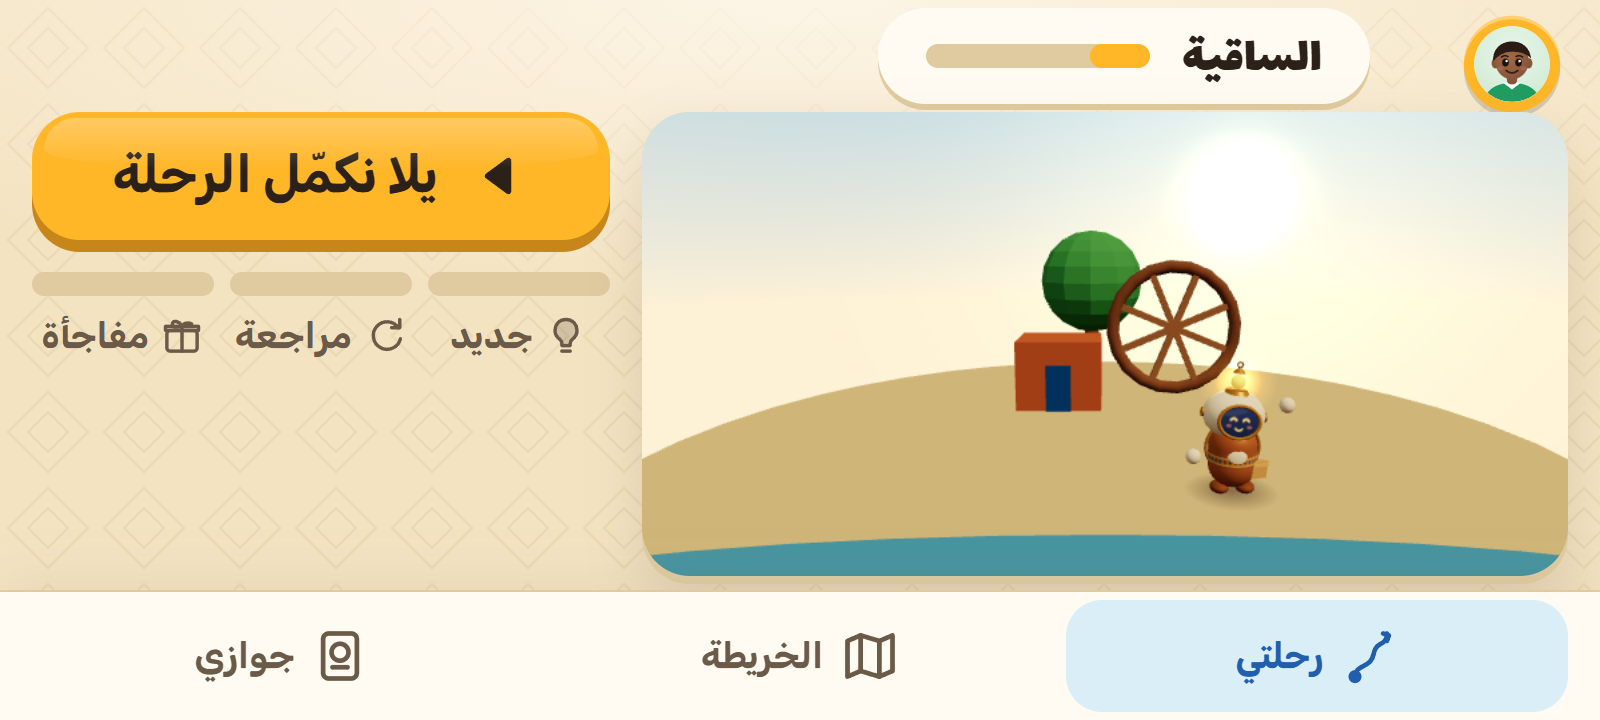 الساقية
يلا نكمّل الرحلة
جديد
مراجعة
مفاجأة
رحلتي
الخريطة
جوازي